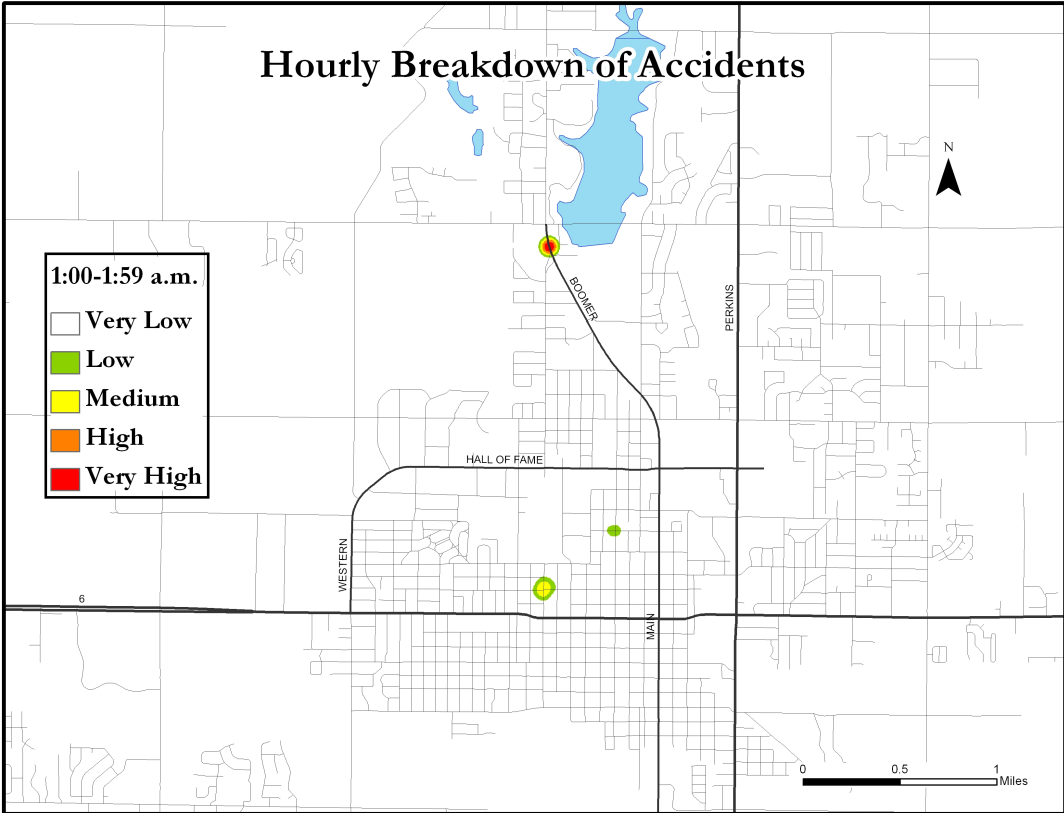 Hourly Breakdown of Accidents
N
1:00-1:59 a.m.
Very Low
Low
Medium
High
Very High
BOOMER
PERKINS
HALL OF FAME
WESTERN
6
MAIN
0 0.5 1
Miles